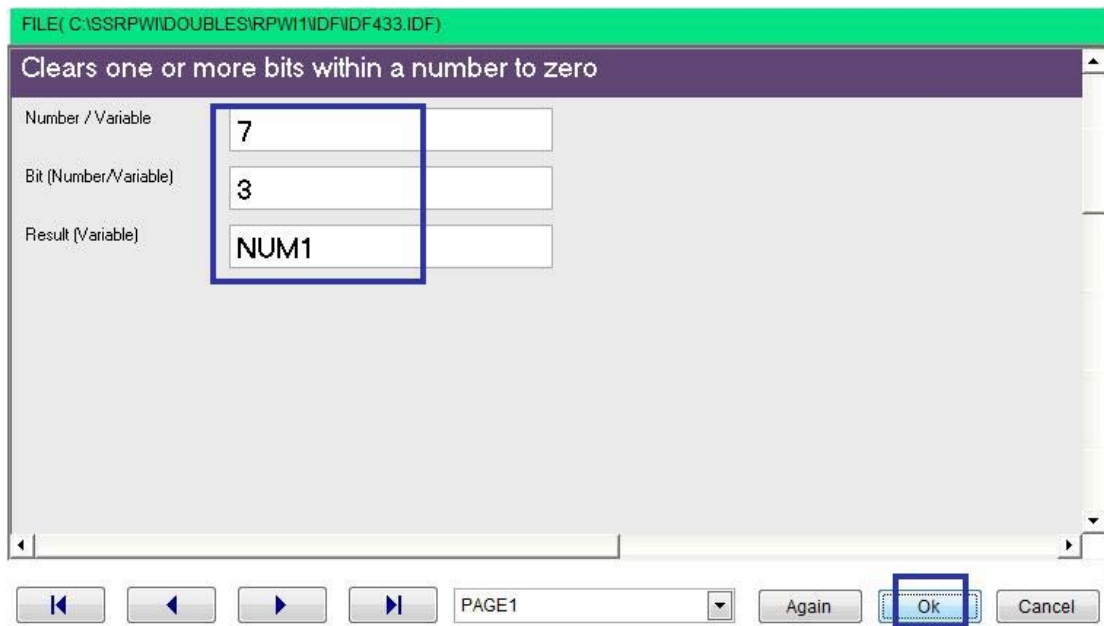 FILE( C:\SSRPWI\DOUBLES\RPWI1\IDF\IDF433.IDF)
Clears one or more bits within a number to zero
Number / Variable
7
Bit (Number/Variable)
3
Result (Variable)
NUM1
PAGE1 Again Ok Cancel